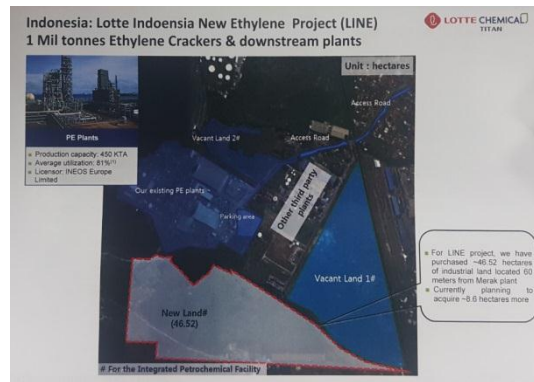 Indonesia: Lotte Indoensia New Ethylene Project (LINE)
1 Mil tonnes Ethylene Crackers & downstream plants
LOTTE CHEMICAL
TITAN
Unit : hectares
PE Plants
Production capacity: 450 KTA
Average utilization: 81%(1)
Licensor: INEOS Europe
Limited
Access Road
Vacant Land 2#
Access Road
Our existing PE plants
Parking area
Other third party
plants
Vacant Land 1#
New Land#
(46.52)
For LINE project, we have
purchased ~46.52 hectares
of industrial land located 60
meters from Merak plant
Currently planning to
acquire ~8.6 hectares more
# For the Integrated Petrochemical Facility